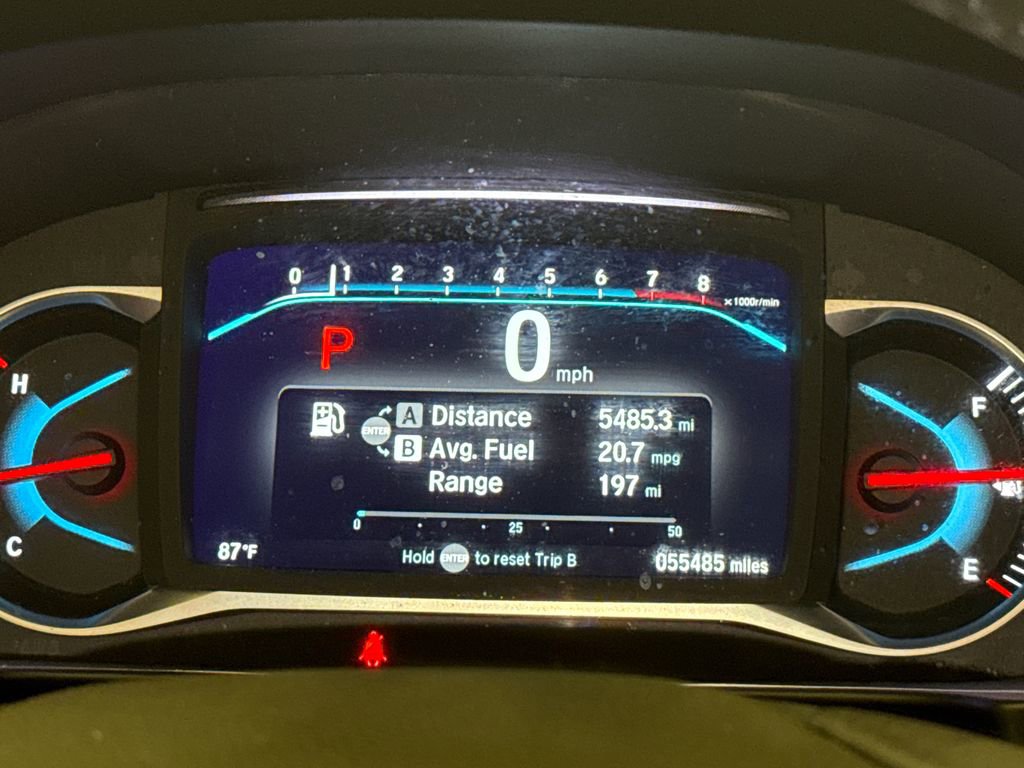 0 1 2 3 4 5 6 7 8
x1000r/min
P 0 mph
H
F
ENTER
A Distance 5485.3 mi
B Avg. Fuel 20.7 mpg
Range 197 mi
0 25 50
C
E
87°F
Hold ENTER to reset Trip B
055485 miles